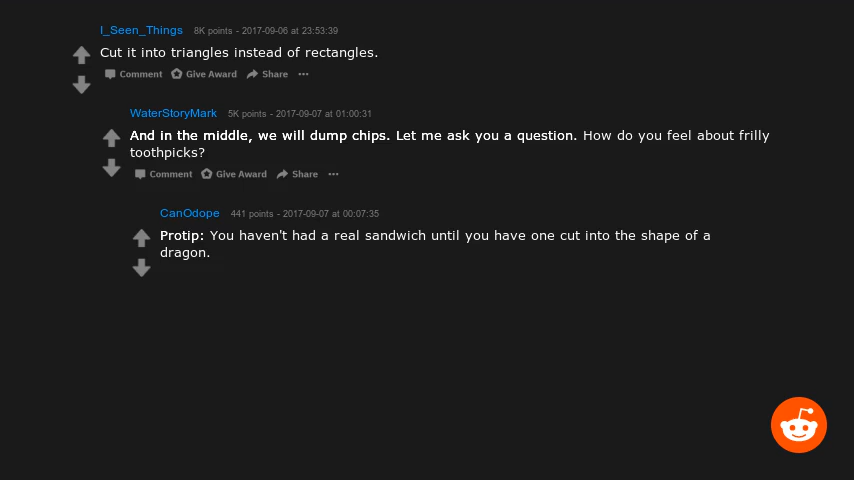 I_Seen_Things 8K points - 2017-09-06 at 23:53:39
Cut it into triangles instead of rectangles.
Comment Give Award Share ...
WaterStoryMark 5K points - 2017-09-07 at 01:00:31
And in the middle, we will dump chips. Let me ask you a question. How do you feel about frilly
toothpicks?
Comment Give Award Share ...
CanOdope 441 points - 2017-09-07 at 00:07:35
Protip: You haven't had a real sandwich until you have one cut into the shape of a
dragon.